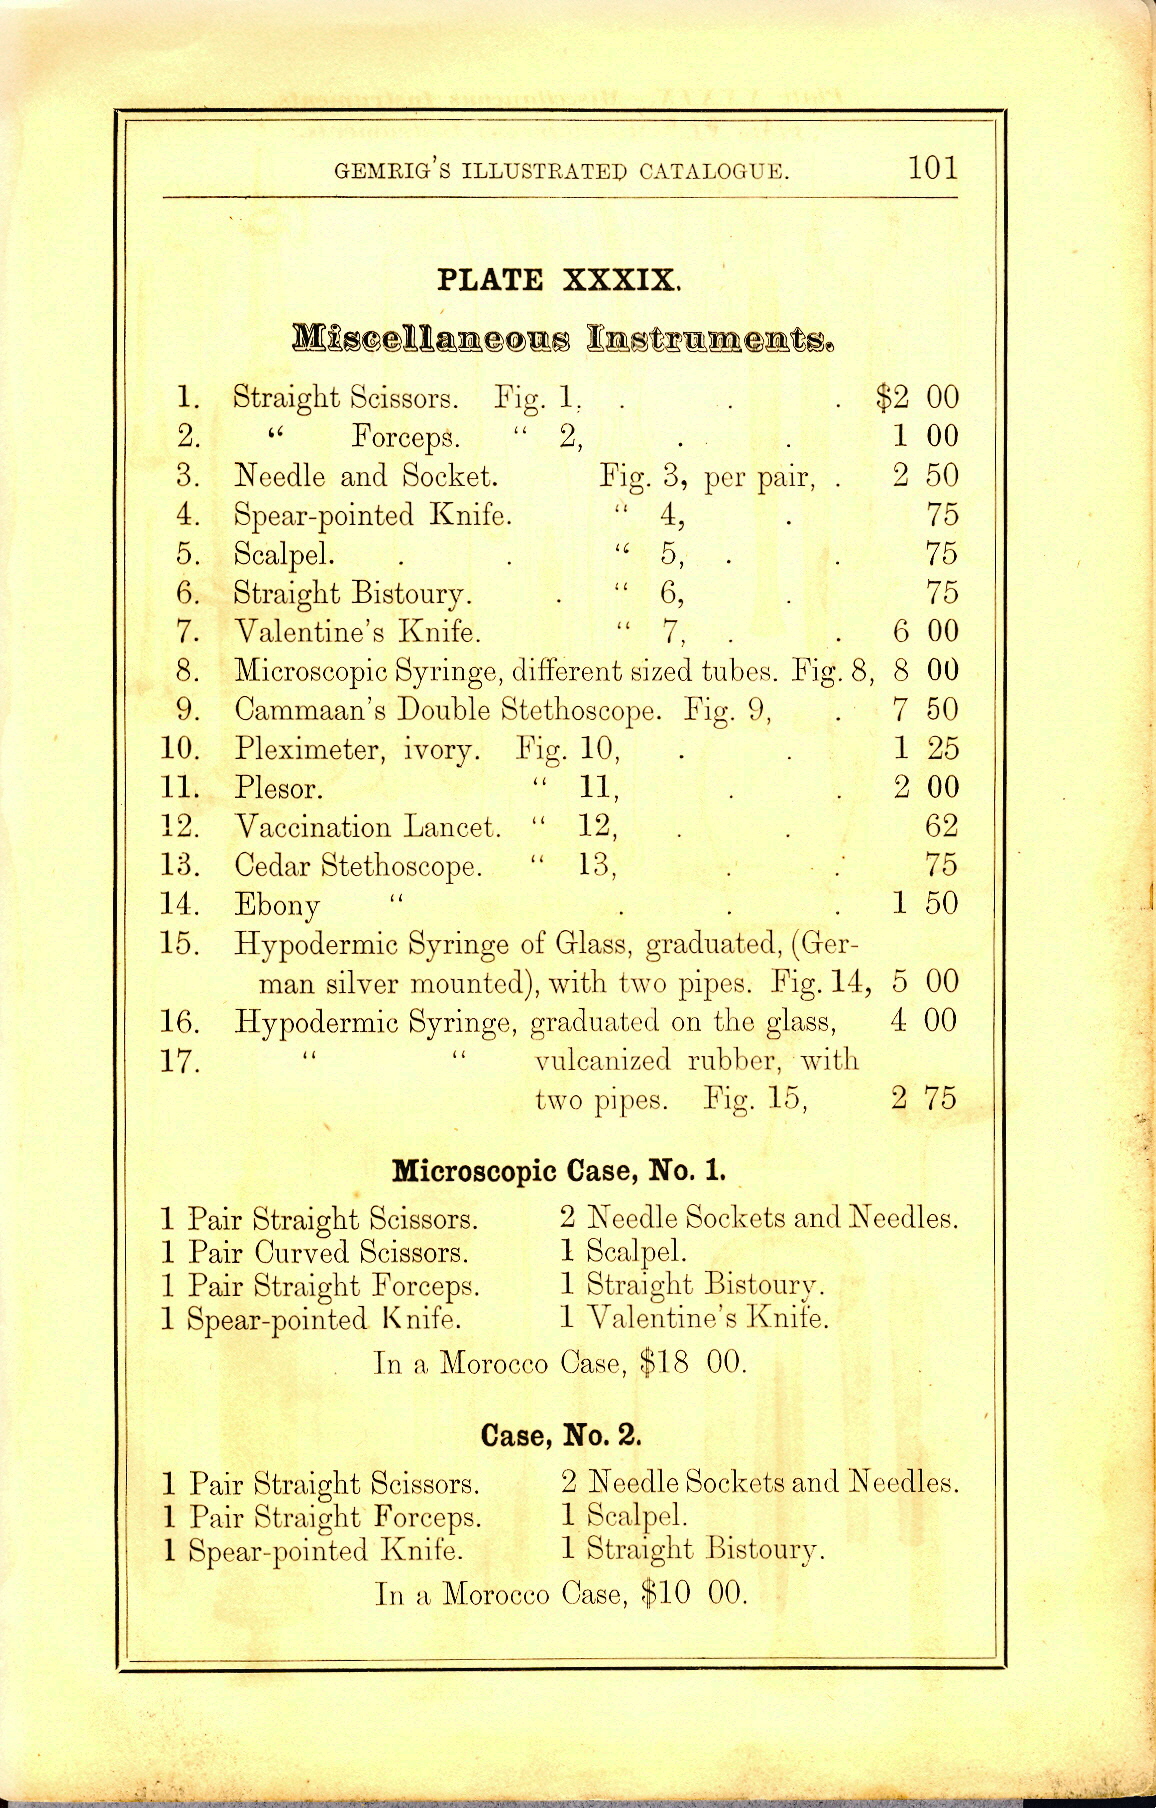 GEMRIG'S ILLUSTRATED CATALOGUE. 101
PLATE XXXIX.
Miscellaneous Instruments.
1. Straight Scissors. Fig. 1, . . . $2 00
2. “ Forceps. “ 2, . . 1 00
3. Needle and Socket. Fig. 3, per pair, . 2 50
4. Spear-pointed Knife. “ 4, . 75
5. Scalpel. . . “ 5, . . 75
6. Straight Bistoury. . “ 6, . 75
7. Valentine's Knife. “ 7, . . 6 00
8. Microscopic Syringe, different sized tubes. Fig. 8, 8 00
9. Cammaan's Double Stethoscope. Fig. 9, . 7 50
10. Pleximeter, ivory. Fig. 10, . . 1 25
11. Plesor. “ 11, . . 2 00
12. Vaccination Lancet. “ 12, . . 62
13. Cedar Stethoscope. “ 13, . . 75
14. Ebony “ . . . 1 50
15. Hypodermic Syringe of Glass, graduated, (Ger-
man silver mounted), with two pipes. Fig. 14, 5 00
16. Hypodermic Syringe, graduated on the glass, 4 00
17. “ “ vulcanized rubber, with
two pipes. Fig. 15, 2 75
Microscopic Case, No. 1.
1 Pair Straight Scissors. 2 Needle Sockets and Needles.
1 Pair Curved Scissors. 1 Scalpel.
1 Pair Straight Forceps. 1 Straight Bistoury.
1 Spear-pointed Knife. 1 Valentine's Knife.
In a Morocco Case, $18 00.
Case, No. 2.
1 Pair Straight Scissors. 2 Needle Sockets and Needles.
1 Pair Straight Forceps. 1 Scalpel.
1 Spear-pointed Knife. 1 Straight Bistoury.
In a Morocco Case, $10 00.